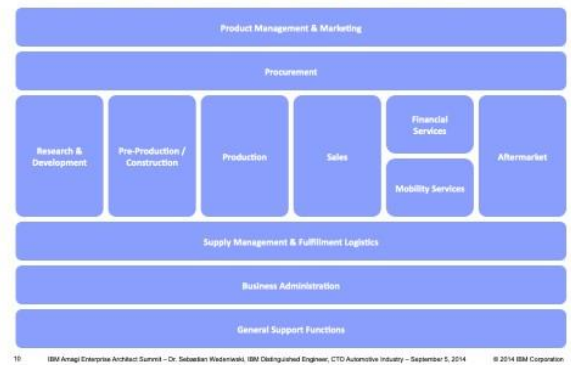 Product Management & Marketing
Procurement
Research &
Development
Pre-Production /
Construction
Production
Sales
Financial
Services
Mobility Services
Aftermarket
Supply Management & Fulfillment Logistics
Business Administration
General Support Functions
10 IBM Amagi Enterprise Architect Summit – Dr. Sebastian Wedeniwski, IBM Distinguished Engineer, CTO Automotive Industry – September 5, 2014 © 2014 IBM Corporation